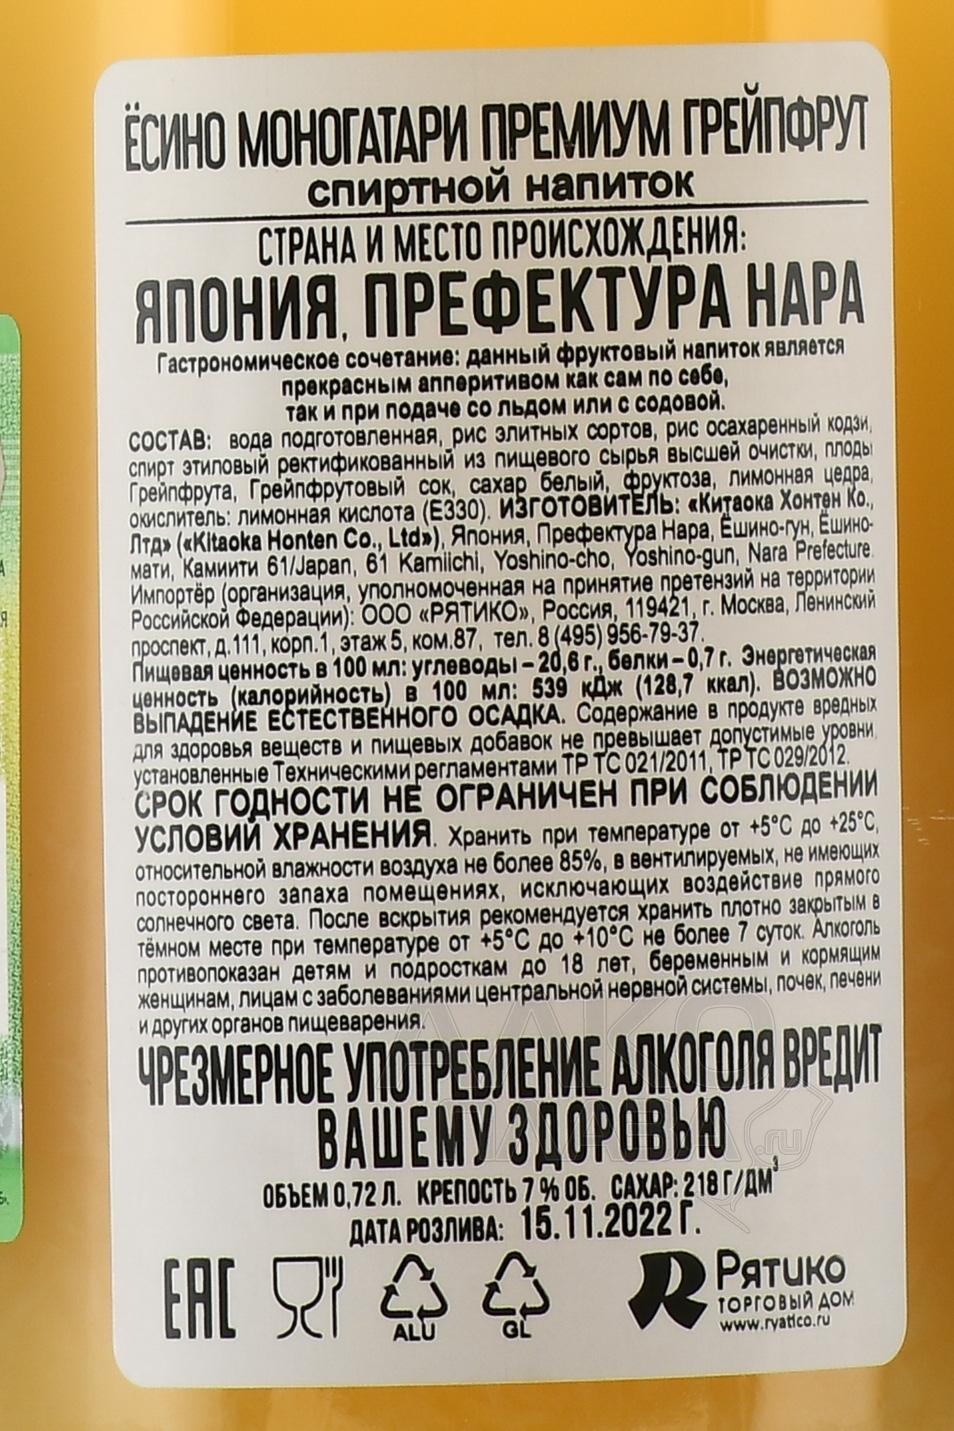 ЁСИНО МОНОГАТАРИ ПРЕМИУМ ГРЕЙПФРУТ
спиртной напиток
СТРАНА И МЕСТО ПРОИСХОЖДЕНИЯ:
ЯПОНИЯ, ПРЕФЕКТУРА НАРА
Гастрономическое сочетание: данный фруктовый напиток является
прекрасным апперитивом как сам по себе,
так и при подаче со льдом или с содовой.
СОСТАВ: вода подготовленная, рис элитных сортов, рис осахаренный кодзи,
спирт этиловый ректификованный из пищевого сырья высшей очистки, плоды
Грейпфрута, Грейпфрутовый сок, сахар белый, фруктоза, лимонная цедра,
окислитель: лимонная кислота (Е330). ИЗГОТОВИТЕЛЬ: «Китаока Хонтен Ко.,
Лтд» («Kitaoka Honten Co., Ltd»), Япония, Префектура Нара, Ёшино-гун, Ёшино-
мати, Камиити 61/Japan, 61 Kamiichi, Yoshino-cho, Yoshino-gun, Nara Prefecture.
Импортёр (организация, уполномоченная на принятие претензий на территории
Российской Федерации): ООО «РЯТИКО», Россия, 119421, г. Москва, Ленинский
проспект, д.111, корп.1, этаж 5, ком.87, тел. 8 (495) 956-79-37.
Пищевая ценность в 100 мл: углеводы – 20,6 г., белки – 0,7 г. Энергетическая
ценность (калорийность) в 100 мл: 539 кДж (128,7 ккал). ВОЗМОЖНО
ВЫПАДЕНИЕ ЕСТЕСТВЕННОГО ОСАДКА. Содержание в продукте вредных
для здоровья веществ и пищевых добавок не превышает допустимые уровни,
установленные Техническими регламентами ТР ТС 021/2011, ТР ТС 029/2012.
СРОК ГОДНОСТИ НЕ ОГРАНИЧЕН ПРИ СОБЛЮДЕНИИ
УСЛОВИЙ ХРАНЕНИЯ. Хранить при температуре от +5°С до +25°С,
относительной влажности воздуха не более 85%, в вентилируемых, не имеющих
постороннего запаха помещениях, исключающих воздействие прямого
солнечного света. После вскрытия рекомендуется хранить плотно закрытым в
тёмном месте при температуре от +5°С до +10°С не более 7 суток. Алкоголь
противопоказан детям и подросткам до 18 лет, беременным и кормящим
женщинам, лицам с заболеваниями центральной нервной системы, почек, печени
и других органов пищеварения.
ЧРЕЗМЕРНОЕ УПОТРЕБЛЕНИЕ АЛКОГОЛЯ ВРЕДИТ
ВАШЕМУ ЗДОРОВЬЮ
ОБЪЕМ 0,72 Л. КРЕПОСТЬ 7 % ОБ. САХАР: 218 Г/ДМ³
ДАТА РОЗЛИВА: 15.11.2022 Г.
ЕАС
ALU
GL
РЯТИКО
ТОРГОВЫЙ ДОМ
www.ryatico.ru